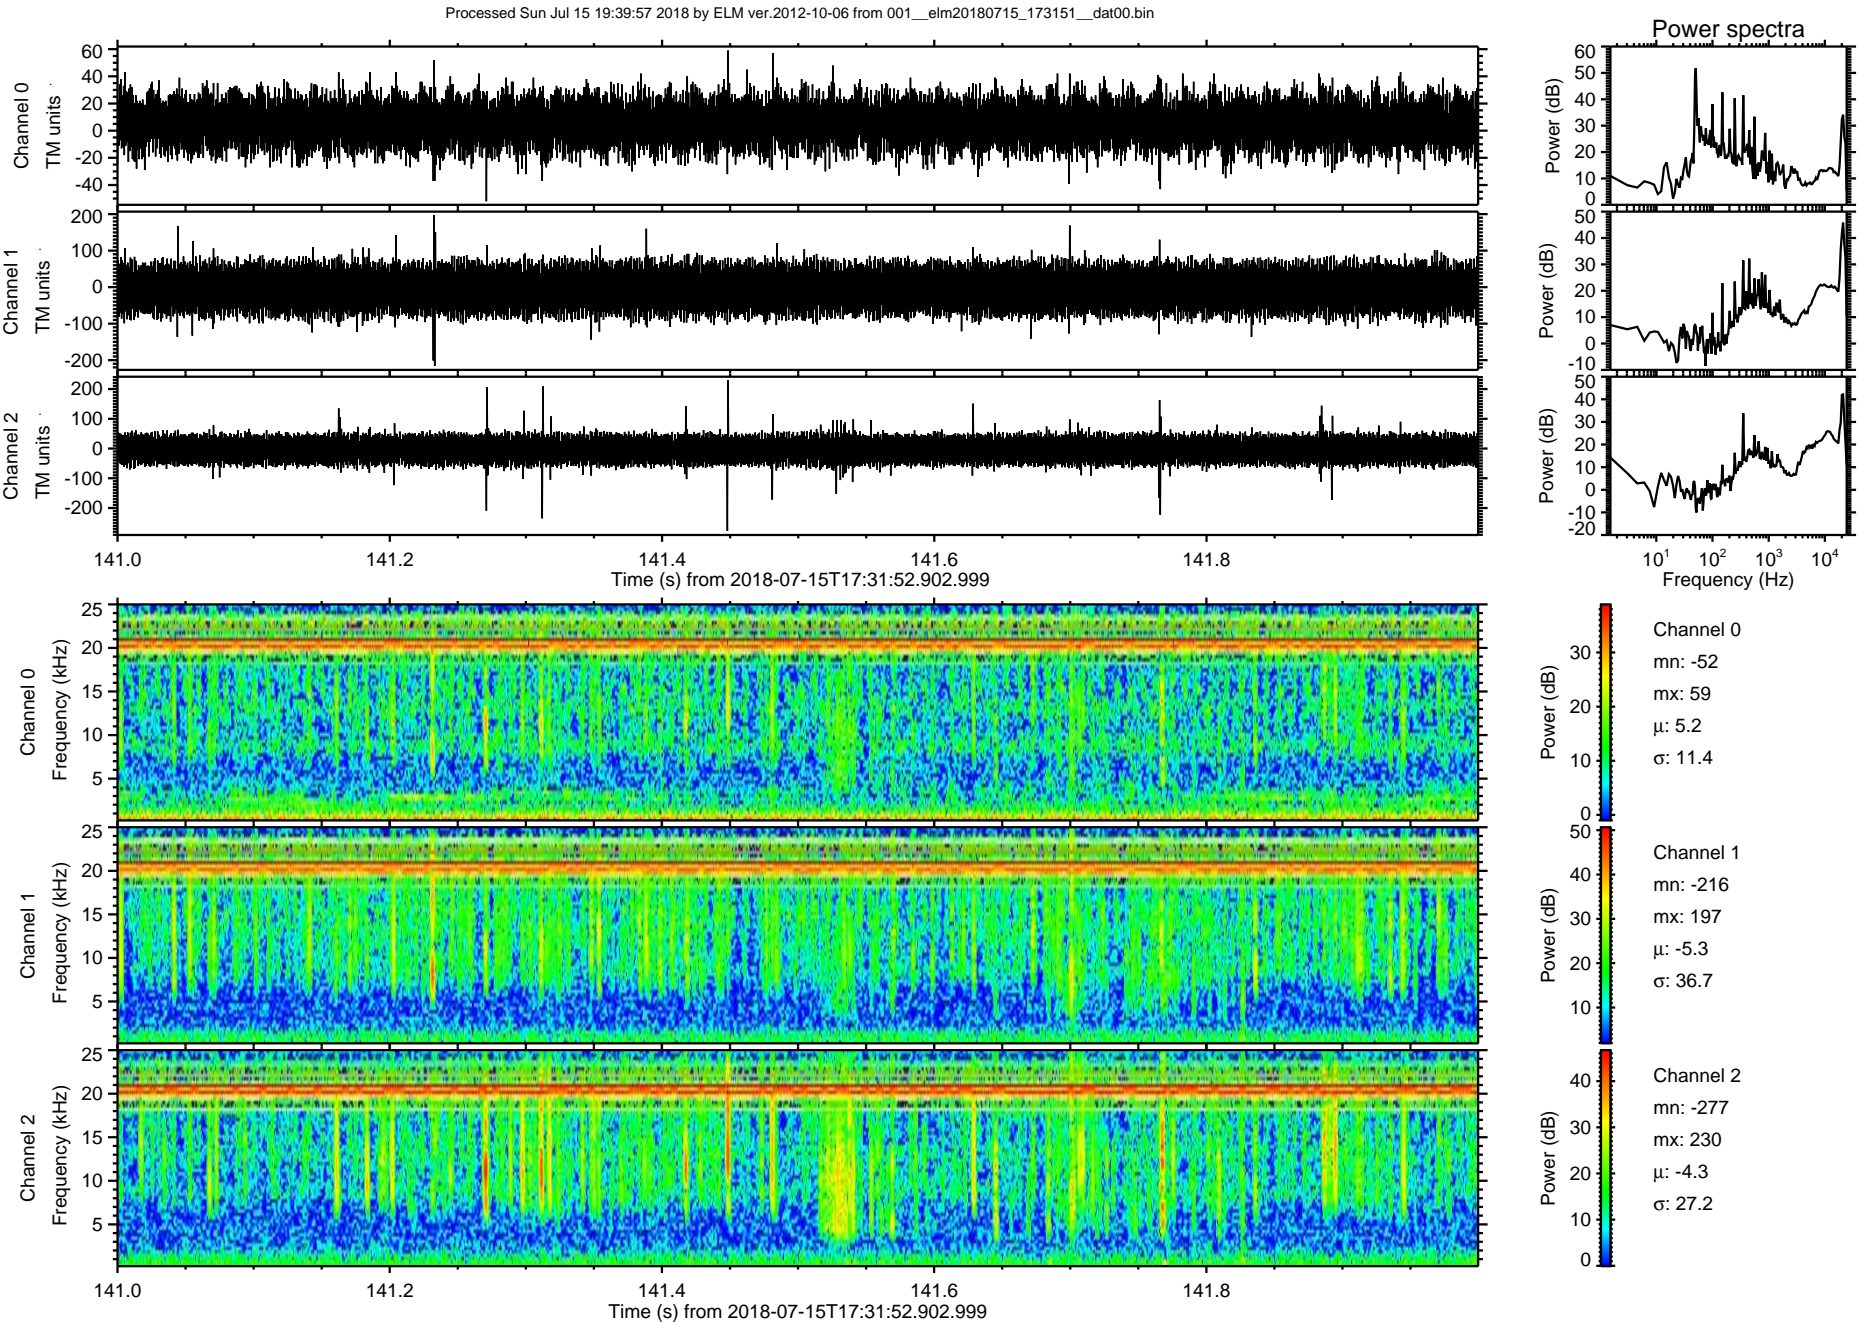 Processed Sun Jul 15 19:39:57 2018 by ELM ver.2012-10-06 from 001__elm20180715_173151__dat00.bin
Power spectra
Channel 0
TM units
60
40
20
0
-20
-40
Power (dB)
60
50
40
30
20
10
0
Channel 1
TM units
200
100
0
-100
-200
Power (dB)
50
40
30
20
10
0
-10
Channel 2
TM units
200
100
0
-100
-200
Power (dB)
50
40
30
20
10
0
-10
-20
141.0 141.2 141.4 141.6 141.8
Time (s) from 2018-07-15T17:31:52.902.999
10^1 10^2 10^3 10^4
Frequency (Hz)
Channel 0
Frequency (kHz)
25
20
15
10
5
Power (dB)
30
20
10
0
Channel 0
mn: -52
mx: 59
μ: 5.2
σ: 11.4
Channel 1
Frequency (kHz)
25
20
15
10
5
Power (dB)
50
40
30
20
10
Channel 1
mn: -216
mx: 197
μ: -5.3
σ: 36.7
Channel 2
Frequency (kHz)
25
20
15
10
5
Power (dB)
40
30
20
10
0
Channel 2
mn: -277
mx: 230
μ: -4.3
σ: 27.2
141.0 141.2 141.4 141.6 141.8
Time (s) from 2018-07-15T17:31:52.902.999